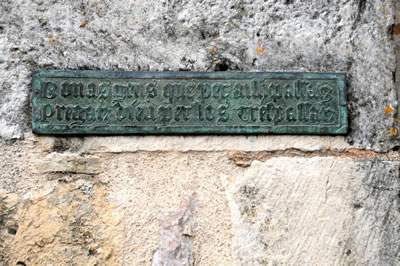 Bonas gens que per aissi passatz
Pregatz Dieu per los Trespassatz